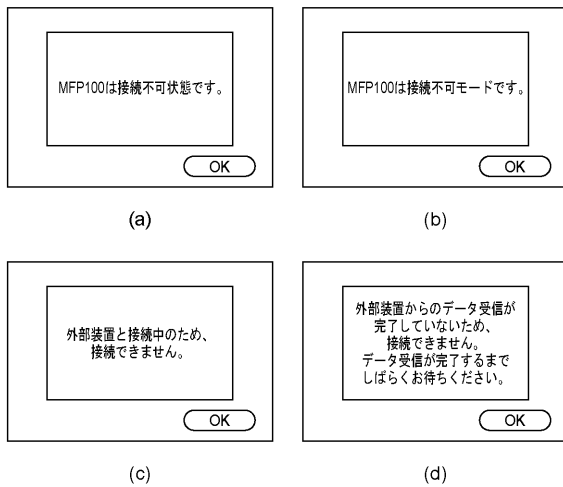 MFP100は接続不可状態です。
OK
(a)
MFP100は接続不可モードです。
OK
(b)
外部装置と接続中のため、
接続できません。
OK
(c)
外部装置からのデータ受信が
完了していないため、
接続できません。
データ受信が完了するまで
しばらくお待ちください。
OK
(d)